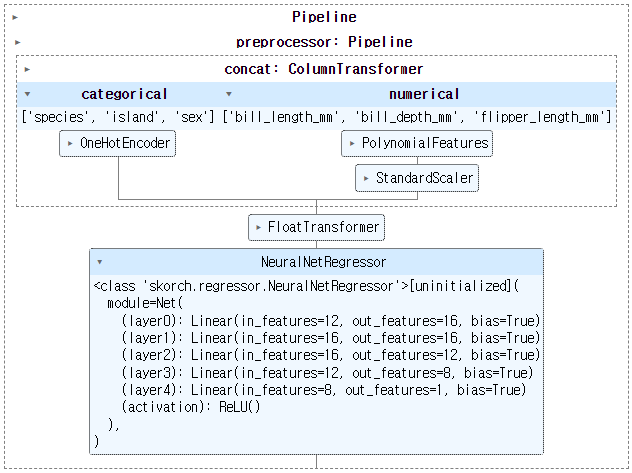 Pipeline
preprocessor: Pipeline
concat: ColumnTransformer
categorical
numerical
['species', 'island', 'sex']
['bill_length_mm', 'bill_depth_mm', 'flipper_length_mm']
OneHotEncoder
PolynomialFeatures
StandardScaler
FloatTransformer
NeuralNetRegressor
<class 'skorch.regressor.NeuralNetRegressor'>[uninitialized](
  module=Net(
    (layer0): Linear(in_features=12, out_features=16, bias=True)
    (layer1): Linear(in_features=16, out_features=16, bias=True)
    (layer2): Linear(in_features=16, out_features=12, bias=True)
    (layer3): Linear(in_features=12, out_features=8, bias=True)
    (layer4): Linear(in_features=8, out_features=1, bias=True)
    (activation): ReLU()
  ),
)